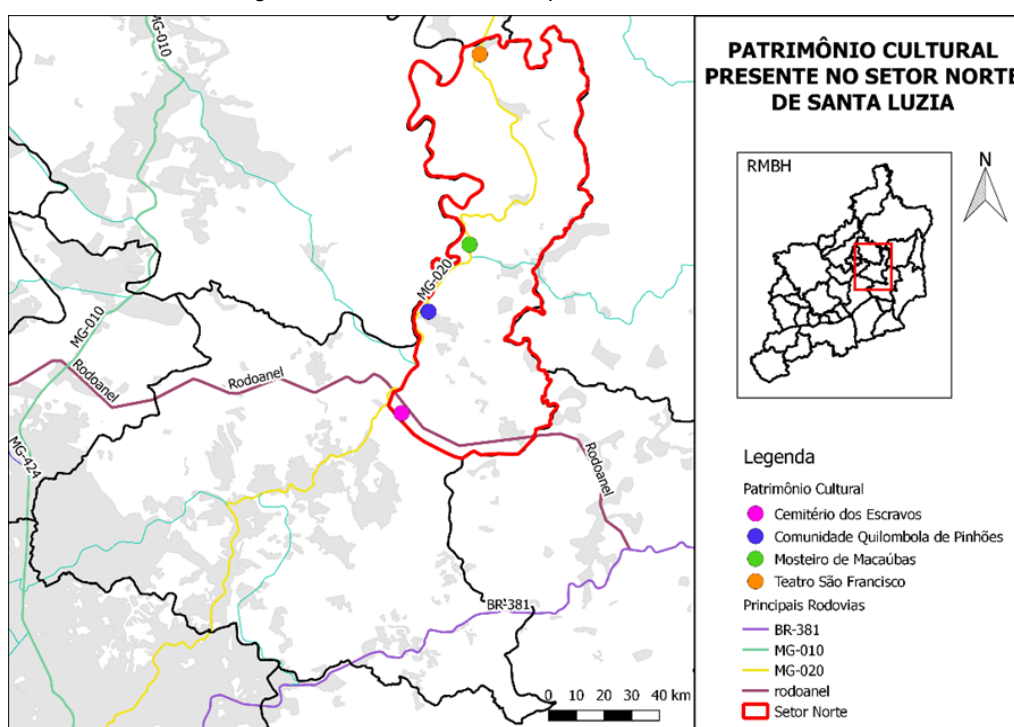 MG-010
MG-010
MG-424
Rodoanel
Rodoanel
Rodoanel
MG-020
BR-381
0 10 20 30 40 km
PATRIMÔNIO CULTURAL
PRESENTE NO SETOR NORTE
DE SANTA LUZIA
RMBH
N
Legenda
Patrimônio Cultural
Cemitério dos Escravos
Comunidade Quilombola de Pinhões
Mosteiro de Macaúbas
Teatro São Francisco
Principais Rodovias
BR-381
MG-010
MG-020
rodoanel
Setor Norte